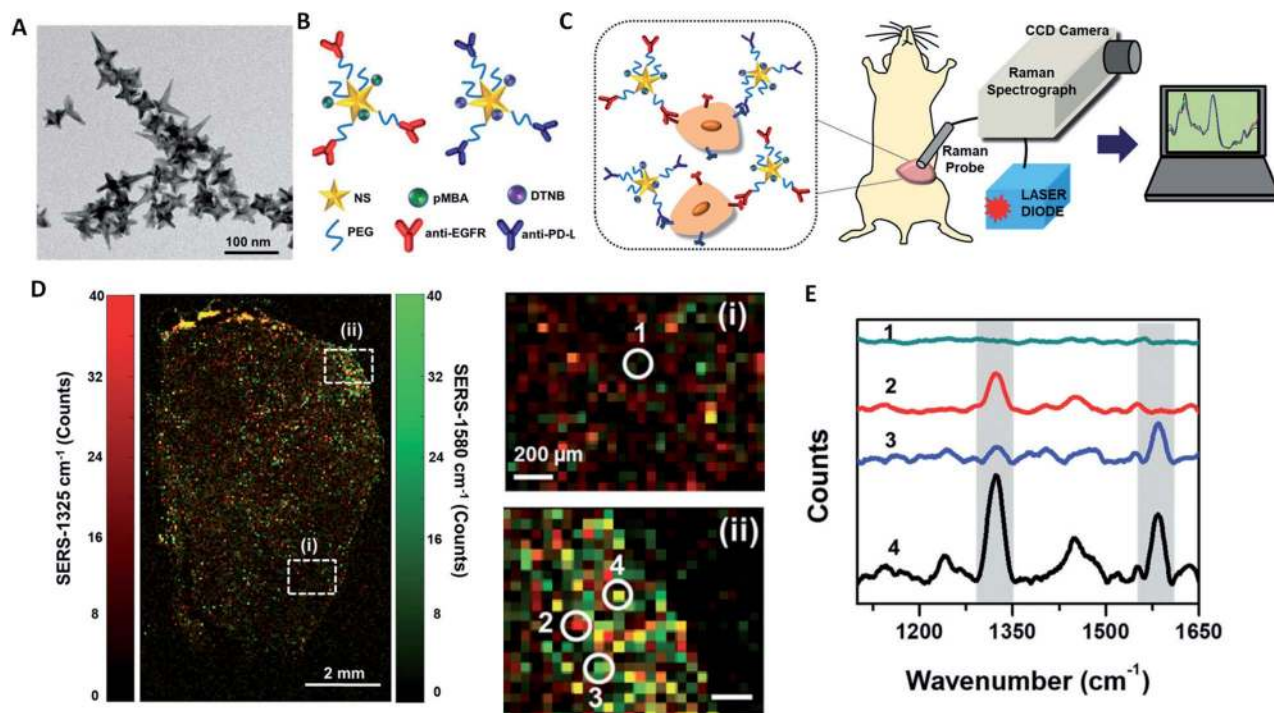 A
100 nm
B
NS
pMBA
DTNB
PEG
anti-EGFR
anti-PD-L
C
CCD Camera
Raman
Spectrograph
Raman
Probe
LASER
DIODE
D
40
32
24
16
8
0
SERS-1325 cm⁻¹ (Counts)
(ii)
(i)
2 mm
40
32
24
16
8
0
SERS-1580 cm⁻¹ (Counts)
(i)
1
200 µm
(ii)
4
2
3
E
1
2
3
4
Counts
1200
1350
1500
1650
Wavenumber (cm⁻¹)